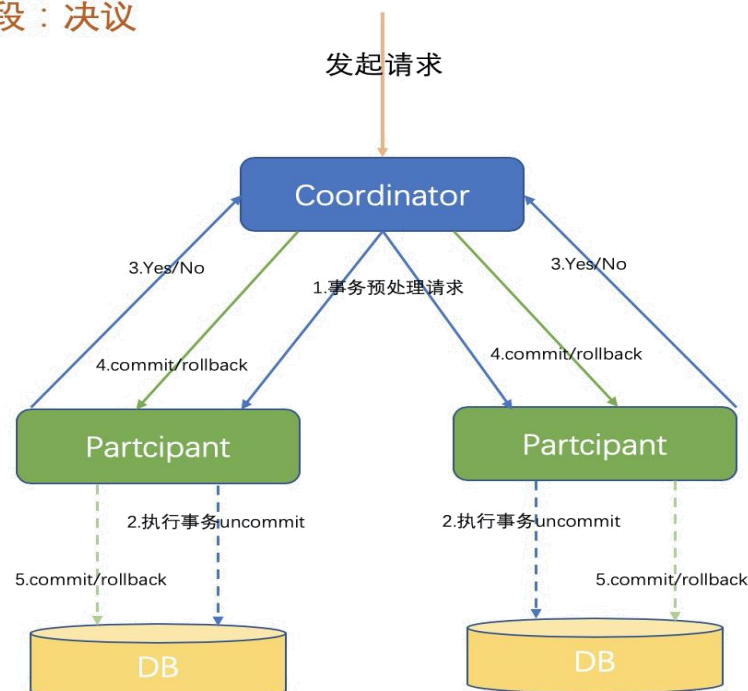 段：决议
发起请求
Coordinator
3.Yes/No
3.Yes/No
1.事务预处理请求
4.commit/rollback
4.commit/rollback
Partcipant
Partcipant
2.执行事务uncommit
2.执行事务uncommit
5.commit/rollback
5.commit/rollback
DB
DB